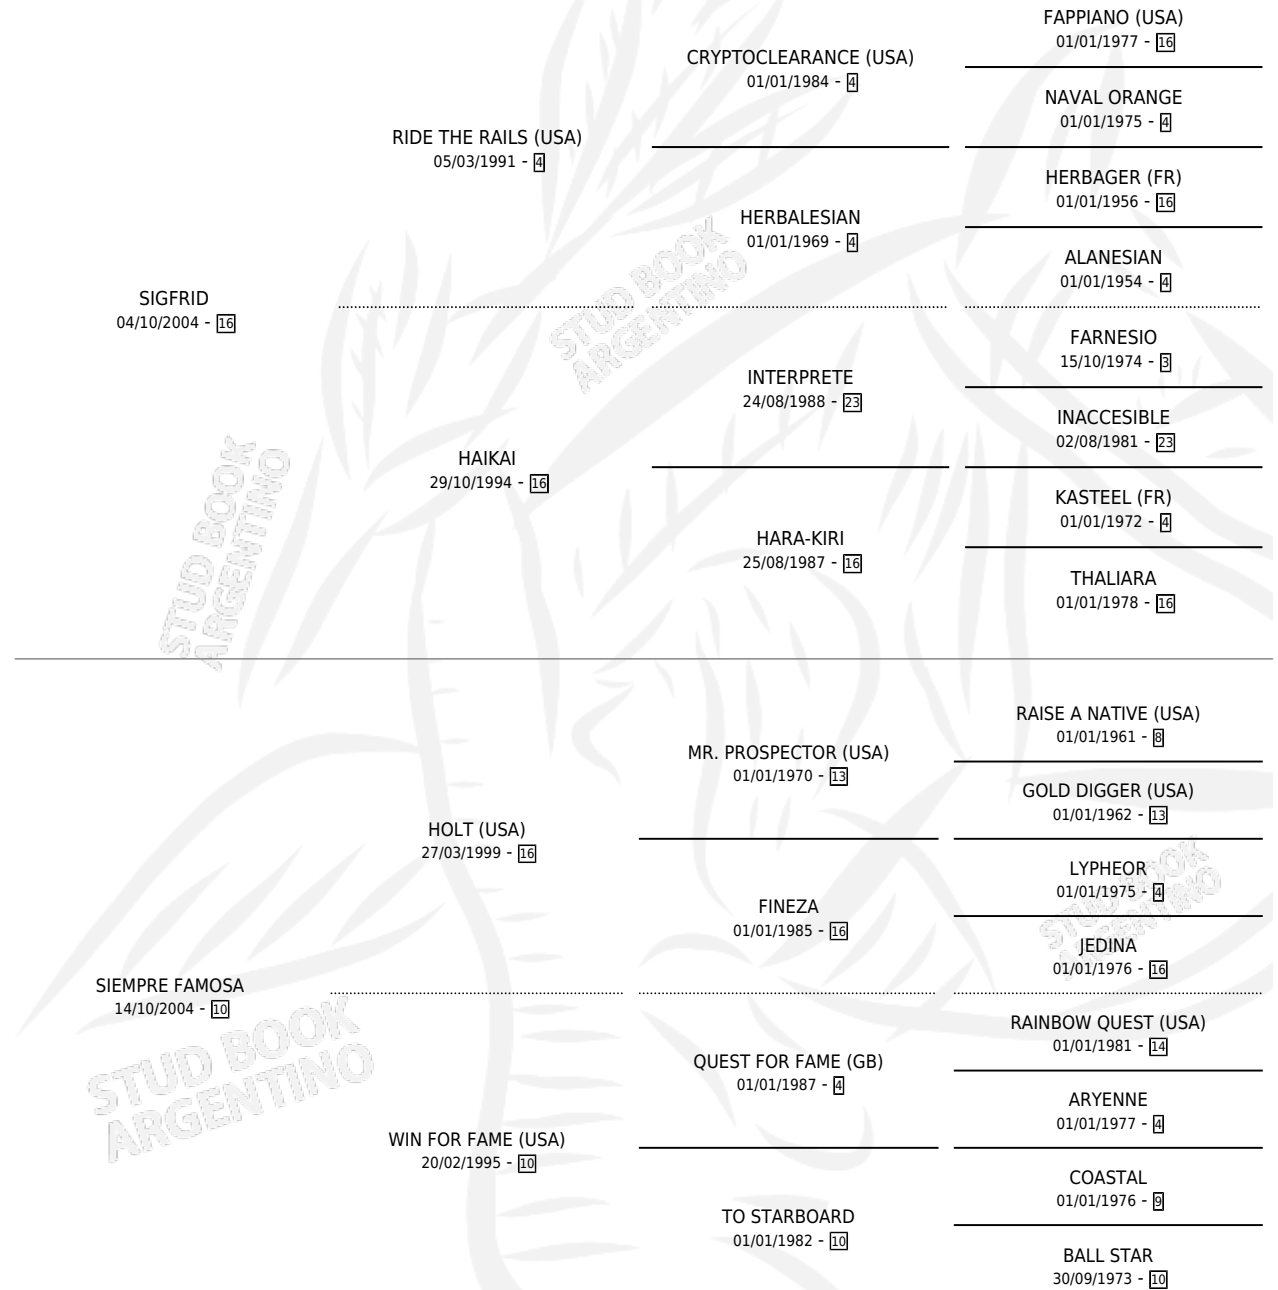 FAPPIANO (USA)
01/01/1977 - 16
CRYPTOCLEARANCE (USA)
01/01/1984 - 4
NAVAL ORANGE
01/01/1975 - 4
RIDE THE RAILS (USA)
05/03/1991 - 4
HERBAGER (FR)
01/01/1956 - 16
HERBALESIAN
01/01/1969 - 4
ALANESIAN
01/01/1954 - 4
SIGFRID
04/10/2004 - 16
FARNESIO
15/10/1974 - 3
INTERPRETE
24/08/1988 - 23
INACCESIBLE
02/08/1981 - 23
HAIKAI
29/10/1994 - 16
KASTEEL (FR)
01/01/1972 - 4
HARA-KIRI
25/08/1987 - 16
THALIARA
01/01/1978 - 16
STUD BOOK
ARGENTINO
STUD BOOK
ARGENTINO
RAISE A NATIVE (USA)
01/01/1961 - 8
MR. PROSPECTOR (USA)
01/01/1970 - 13
GOLD DIGGER (USA)
01/01/1962 - 13
HOLT (USA)
27/03/1999 - 16
LYPHEOR
01/01/1975 - 4
FINEZA
01/01/1985 - 16
JEDINA
01/01/1976 - 16
SIEMPRE FAMOSA
14/10/2004 - 10
RAINBOW QUEST (USA)
01/01/1981 - 14
QUEST FOR FAME (GB)
01/01/1987 - 4
ARYENNE
01/01/1977 - 4
WIN FOR FAME (USA)
20/02/1995 - 10
COASTAL
01/01/1976 - 9
TO STARBOARD
01/01/1982 - 10
BALL STAR
30/09/1973 - 10
STUD BOOK
ARGENTINO
STUD BOOK
ARGENTINO